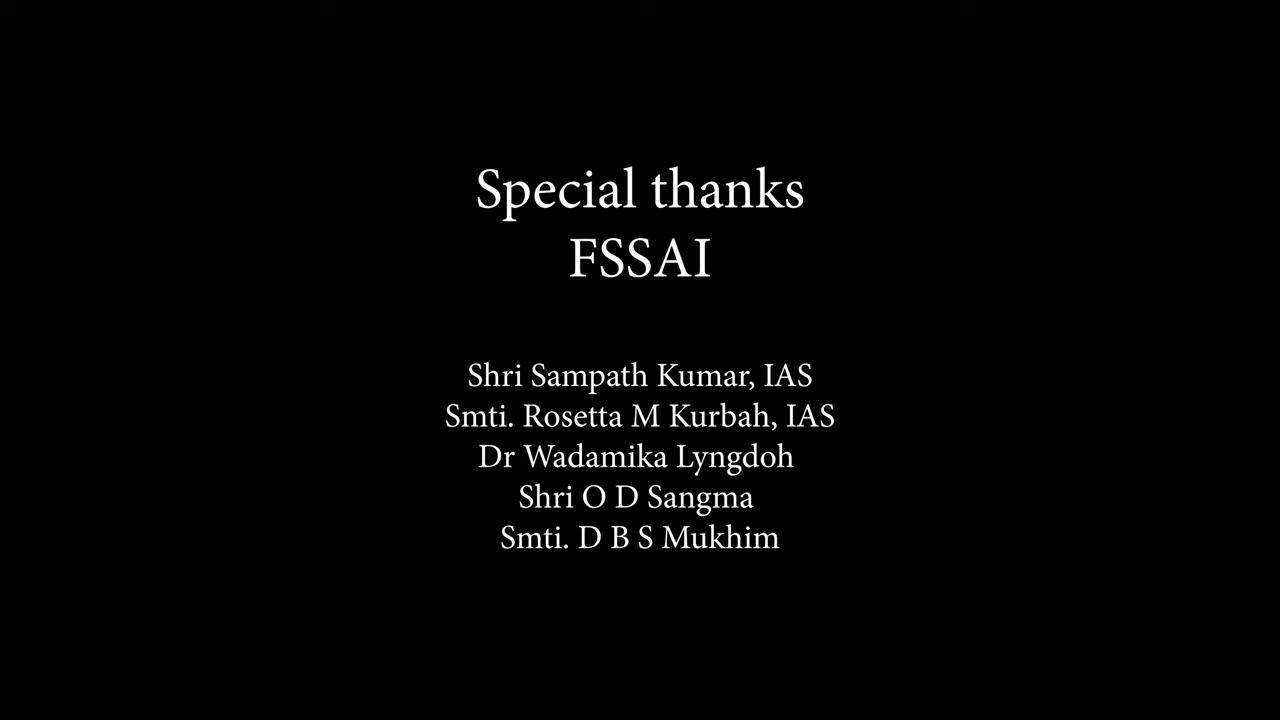 Special thanks
FSSAI
Shri Sampath Kumar, IAS
Smti. Rosetta M Kurbah, IAS
Dr Wadamika Lyngdoh
Shri O D Sangma
Smti. D B S Mukhim